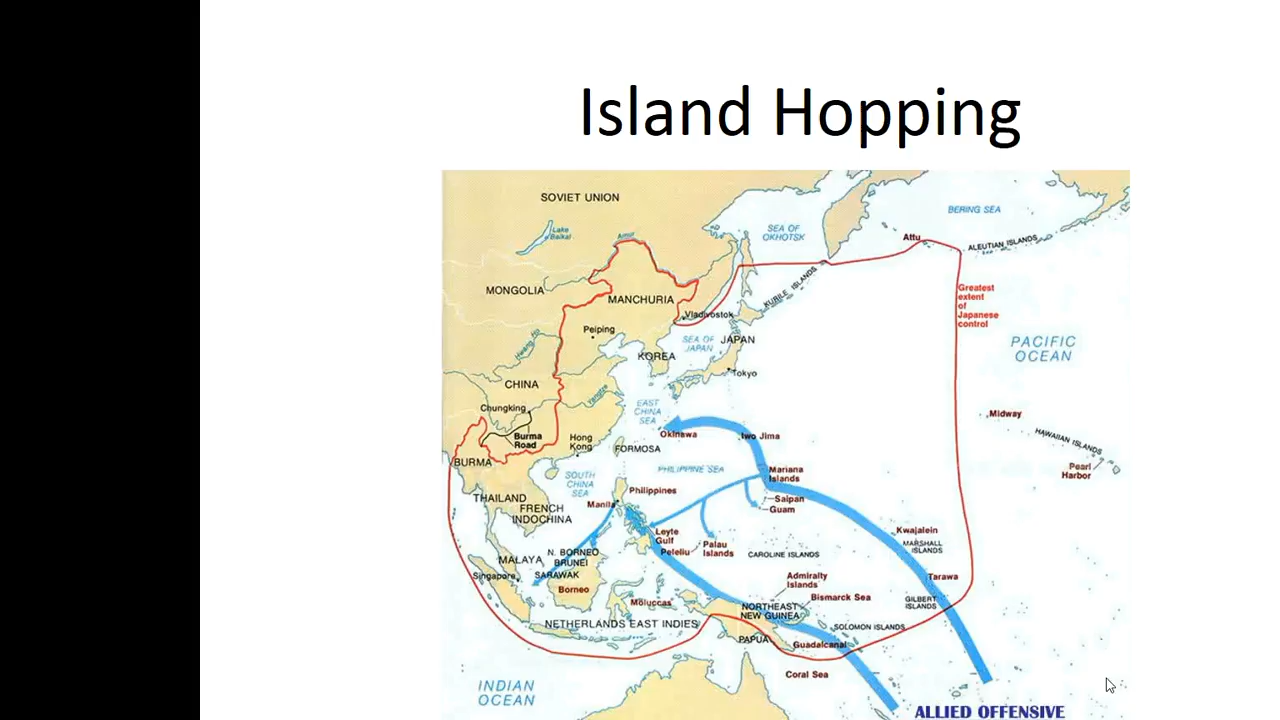 Island Hopping
SOVIET UNION
BERING SEA
Lake
Baikal
Amur
SEA OF
OKHOTSK
Attu
ALEUTIAN ISLANDS
MONGOLIA
MANCHURIA
KURILE ISLANDS
Greatest
extent
of
Japanese
control
Vladivostok
Peiping
SEA OF
JAPAN
JAPAN
PACIFIC
OCEAN
Hwang Ho
KOREA
Tokyo
CHINA
Yangtze
Chungking
EAST
CHINA
SEA
Midway
Burma
Road
Hong
Kong
Okinawa
Iwo Jima
HAWAIIAN ISLANDS
FORMOSA
BURMA
PHILIPPINE SEA
Mariana
Islands
Pearl
Harbor
SOUTH
CHINA
SEA
Philippines
THAILAND
Manila
Saipan
Guam
FRENCH
INDOCHINA
Leyte
Gulf
Kwajalein
MARSHALL
ISLANDS
Peleliu
Palau
Islands
CAROLINE ISLANDS
MALAYA
N. BORNEO
BRUNEI
Singapore
SARAWAK
Borneo
Admiralty
Islands
Tarawa
Bismarck Sea
GILBERT
ISLANDS
Moluccas
NORTHEAST
NEW GUINEA
NETHERLANDS EAST INDIES
SOLOMON ISLANDS
PAPUA
Guadalcanal
Coral Sea
INDIAN
OCEAN
ALLIED OFFENSIVE